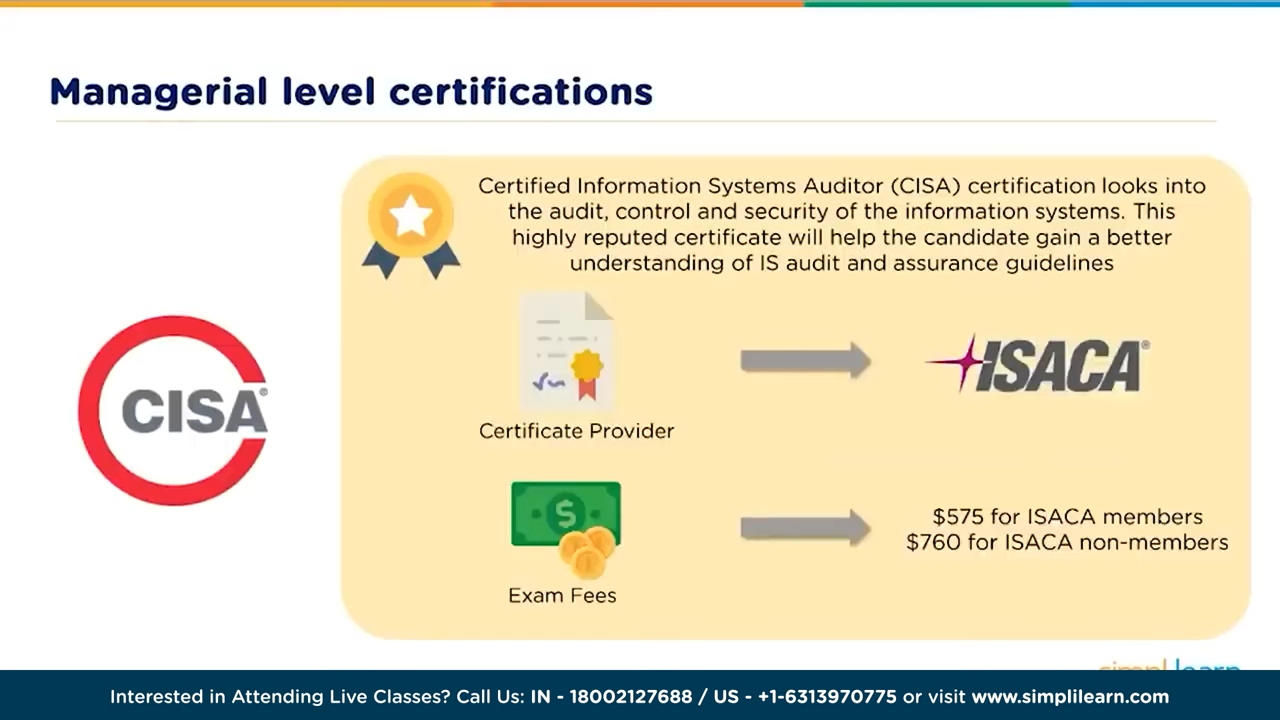 Managerial level certifications
Certified Information Systems Auditor (CISA) certification looks into
the audit, control and security of the information systems. This
highly reputed certificate will help the candidate gain a better
understanding of IS audit and assurance guidelines
CISA®
ISACA®
Certificate Provider
$575 for ISACA members
$760 for ISACA non-members
Exam Fees
simplilearn
Interested in Attending Live Classes? Call Us: IN - 18002127688 / US - +1-6313970775 or visit www.simplilearn.com